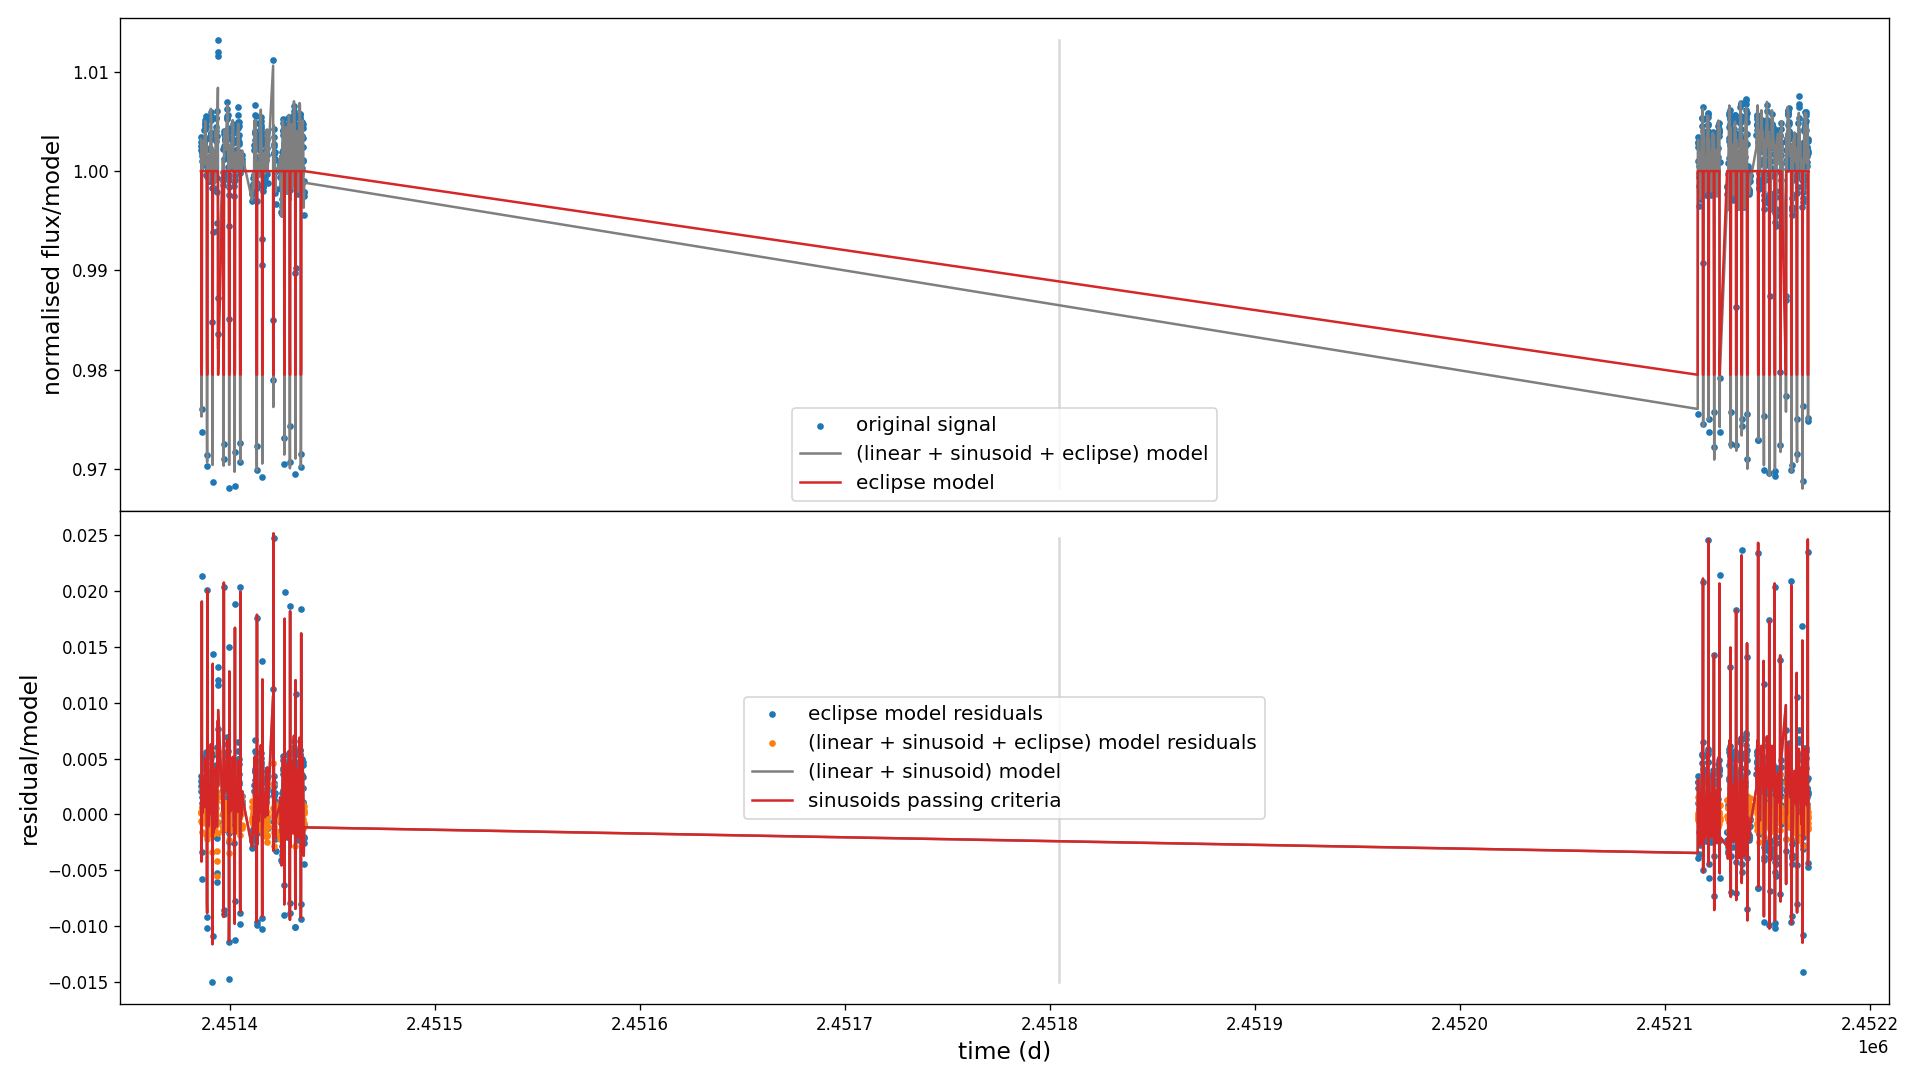 normalised flux/model
1.01
1.00
0.99
0.98
0.97
original signal
(linear + sinusoid + eclipse) model
eclipse model
residual/model
0.025
0.020
0.015
0.010
0.005
0.000
−0.005
−0.010
−0.015
eclipse model residuals
(linear + sinusoid + eclipse) model residuals
(linear + sinusoid) model
sinusoids passing criteria
2.4514 2.4515 2.4516 2.4517 2.4518 2.4519 2.4520 2.4521 2.4522
1e6
time (d)